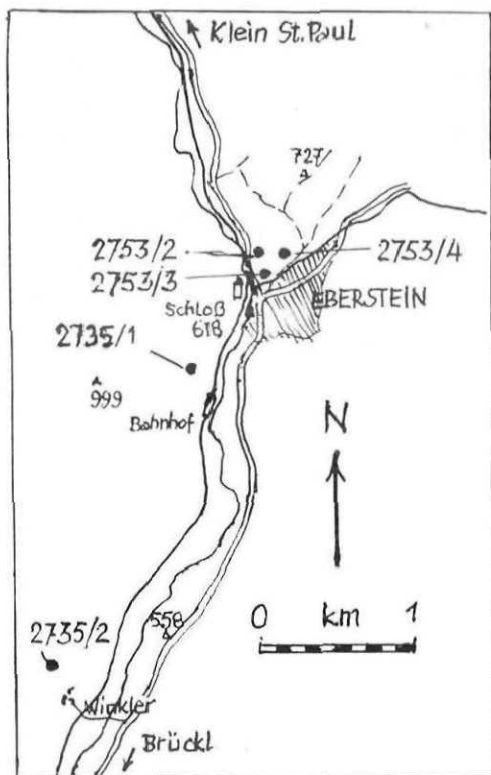 Klein St. Paul
727
2753/2
2753/4
2753/3
Schloß
618
EBERSTEIN
2735/1
999
Bahnhof
N
0 km 1
558
2735/2
Winkler
Brückl